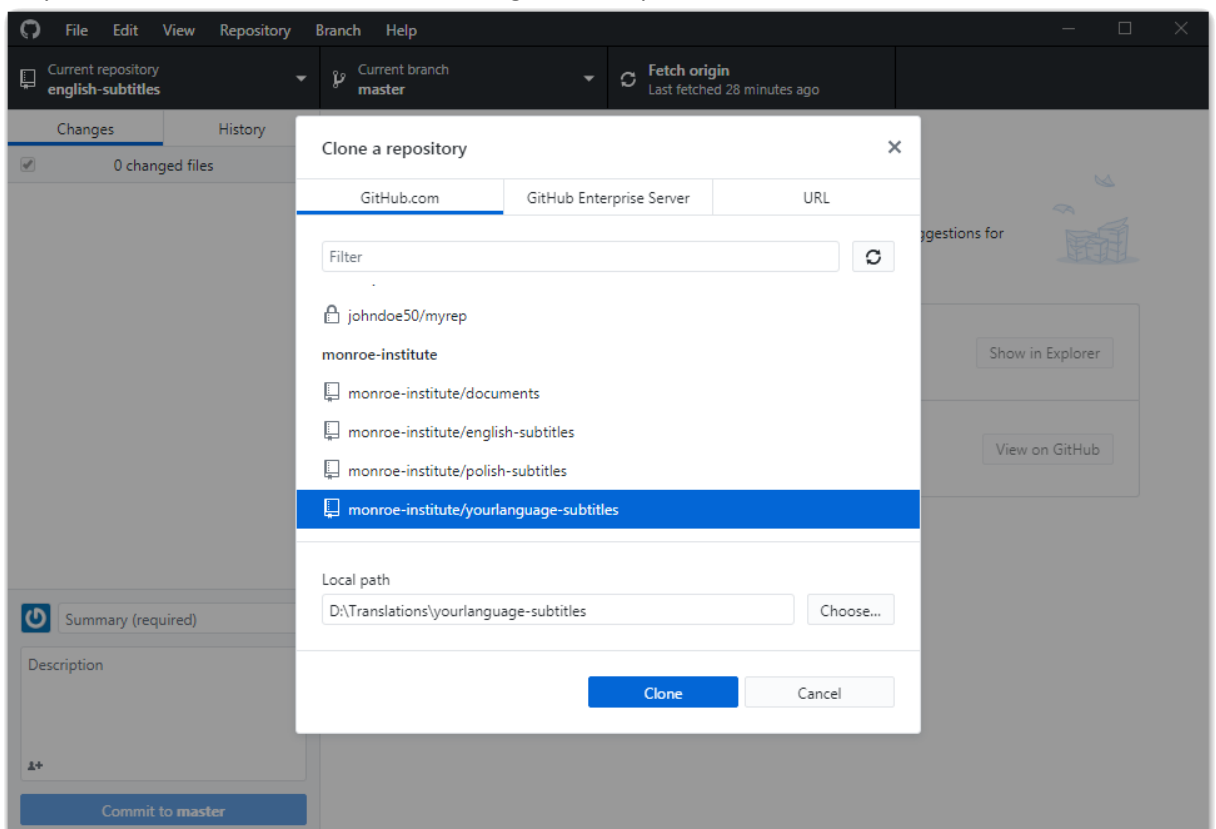 File Edit View Repository Branch Help
Current repository
english-subtitles
Current branch
master
Fetch origin
Last fetched 28 minutes ago
Changes History
0 changed files
Clone a repository
GitHub.com GitHub Enterprise Server URL
Filter
johndoe50/myrep
monroe-institute
monroe-institute/documents
monroe-institute/english-subtitles
monroe-institute/polish-subtitles
monroe-institute/yourlanguage-subtitles
Local path
D:\Translations\yourlanguage-subtitles Choose...
Clone Cancel
for
Show in Explorer
View on GitHub
Summary (required)
Description
Commit to master